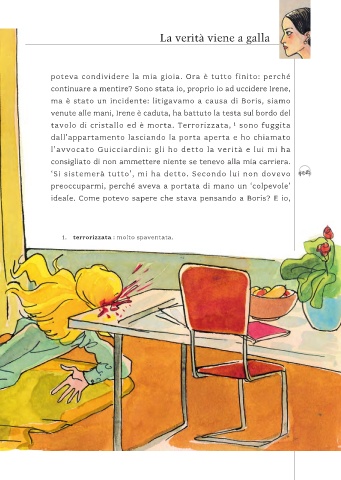 La verità viene a galla
poteva condividere la mia gioia. Ora è tutto finito: perché
continuare a mentire? Sono stata io, proprio io ad uccidere Irene,
ma è stato un incidente: litigavamo a causa di Boris, siamo
venute alle mani, Irene è caduta, ha battuto la testa sul bordo del
tavolo di cristallo ed è morta. Terrorizzata, ¹ sono fuggita
dall'appartamento lasciando la porta aperta e ho chiamato
l'avvocato Guicciardini: gli ho detto la verità e lui mi ha
consigliato di non ammettere niente se tenevo alla mia carriera.
'Si sistemerà tutto', mi ha detto. Secondo lui non dovevo
preoccuparmi, perché aveva a portata di mano un 'colpevole'
ideale. Come potevo sapere che stava pensando a Boris? E io,
1. terrorizzata : molto spaventata.